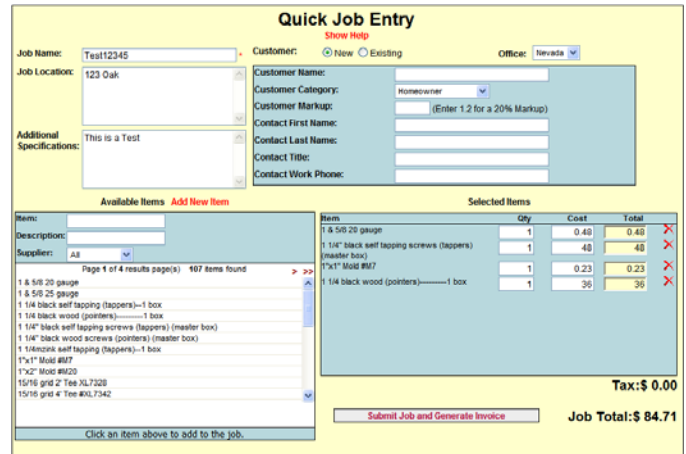 Quick Job Entry
Show Help
Job Name: Test12345 * Customer: New Existing Office: Nevada
Job Location: 123 Oak
Customer Name:
Customer Category: Homeowner
Customer Markup: (Enter 1.2 for a 20% Markup)
Contact First Name:
Additional Specifications: This is a Test
Contact Last Name:
Contact Title:
Contact Work Phone:
Available Items Add New Item
Item:
Description:
Supplier: All
Page 1 of 4 results page(s) 107 items found > >>
1 & 5/8 20 gauge
1 & 5/8 25 gauge
1 1/4 black self tapping (tappers)--1 box
1 1/4 black wood (pointers)----------1 box
1 1/4" black self tapping screws (tappers) (master box)
1 1/4" black wood screws (pointers) (master box)
1 1/4mzink self tapping (tappers)--1 box
1"x1" Mold #M7
1"x2" Mold #M20
15/16 grid 2' Tee XL7328
15/16 grid 4' Tee #XL7342
Click an item above to add to the job.
Selected Items
Item Qty Cost Total
1 & 5/8 20 gauge 1 0.48 0.48
1 1/4" black self tapping screws (tappers) (master box) 1 48 48
1"x1" Mold #M7 1 0.23 0.23
1 1/4 black wood (pointers)----------1 box 1 36 36
Tax:$ 0.00
Submit Job and Generate Invoice
Job Total:$ 84.71